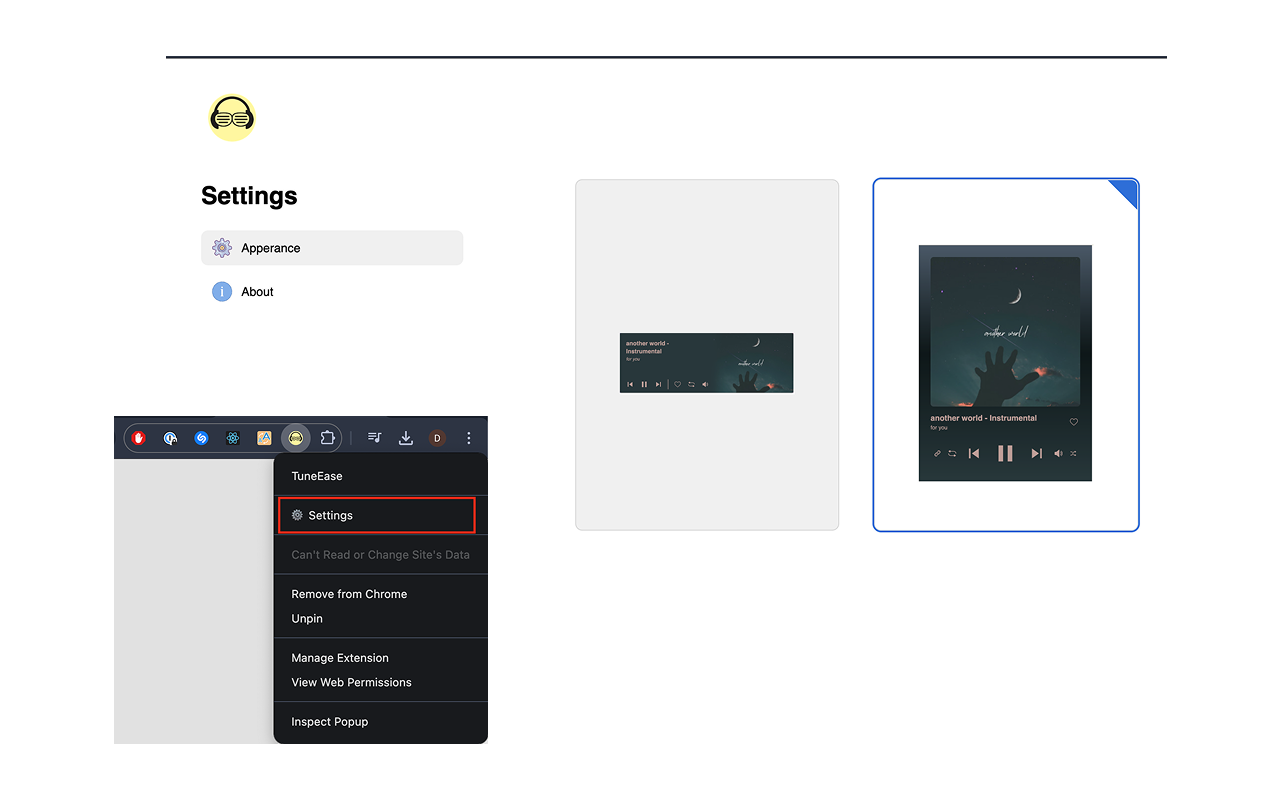 Settings
Apperance
About
another world -
Instrumental
for you
another world
another world
another world - Instrumental
for you
D
TuneEase
Settings
Can't Read or Change Site's Data
Remove from Chrome
Unpin
Manage Extension
View Web Permissions
Inspect Popup